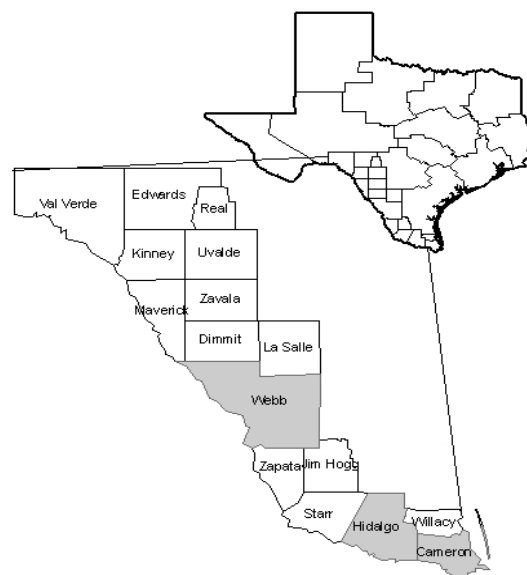 Edwards
Val Verde
Real
Kinney
Uvalde
Maverick
Zavala
Dimmit
La Salle
Webb
Zapata
Jim Hogg
Starr
Hidalgo
Willacy
Cameron